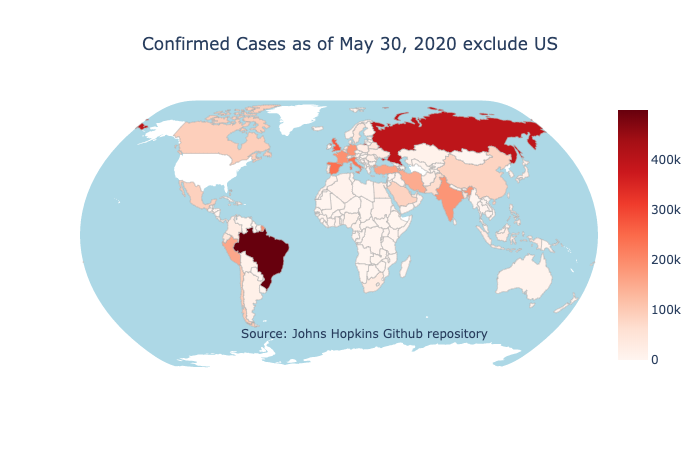 Confirmed Cases as of May 30, 2020 exclude US
400k
300k
200k
100k
0
Source: Johns Hopkins Github repository